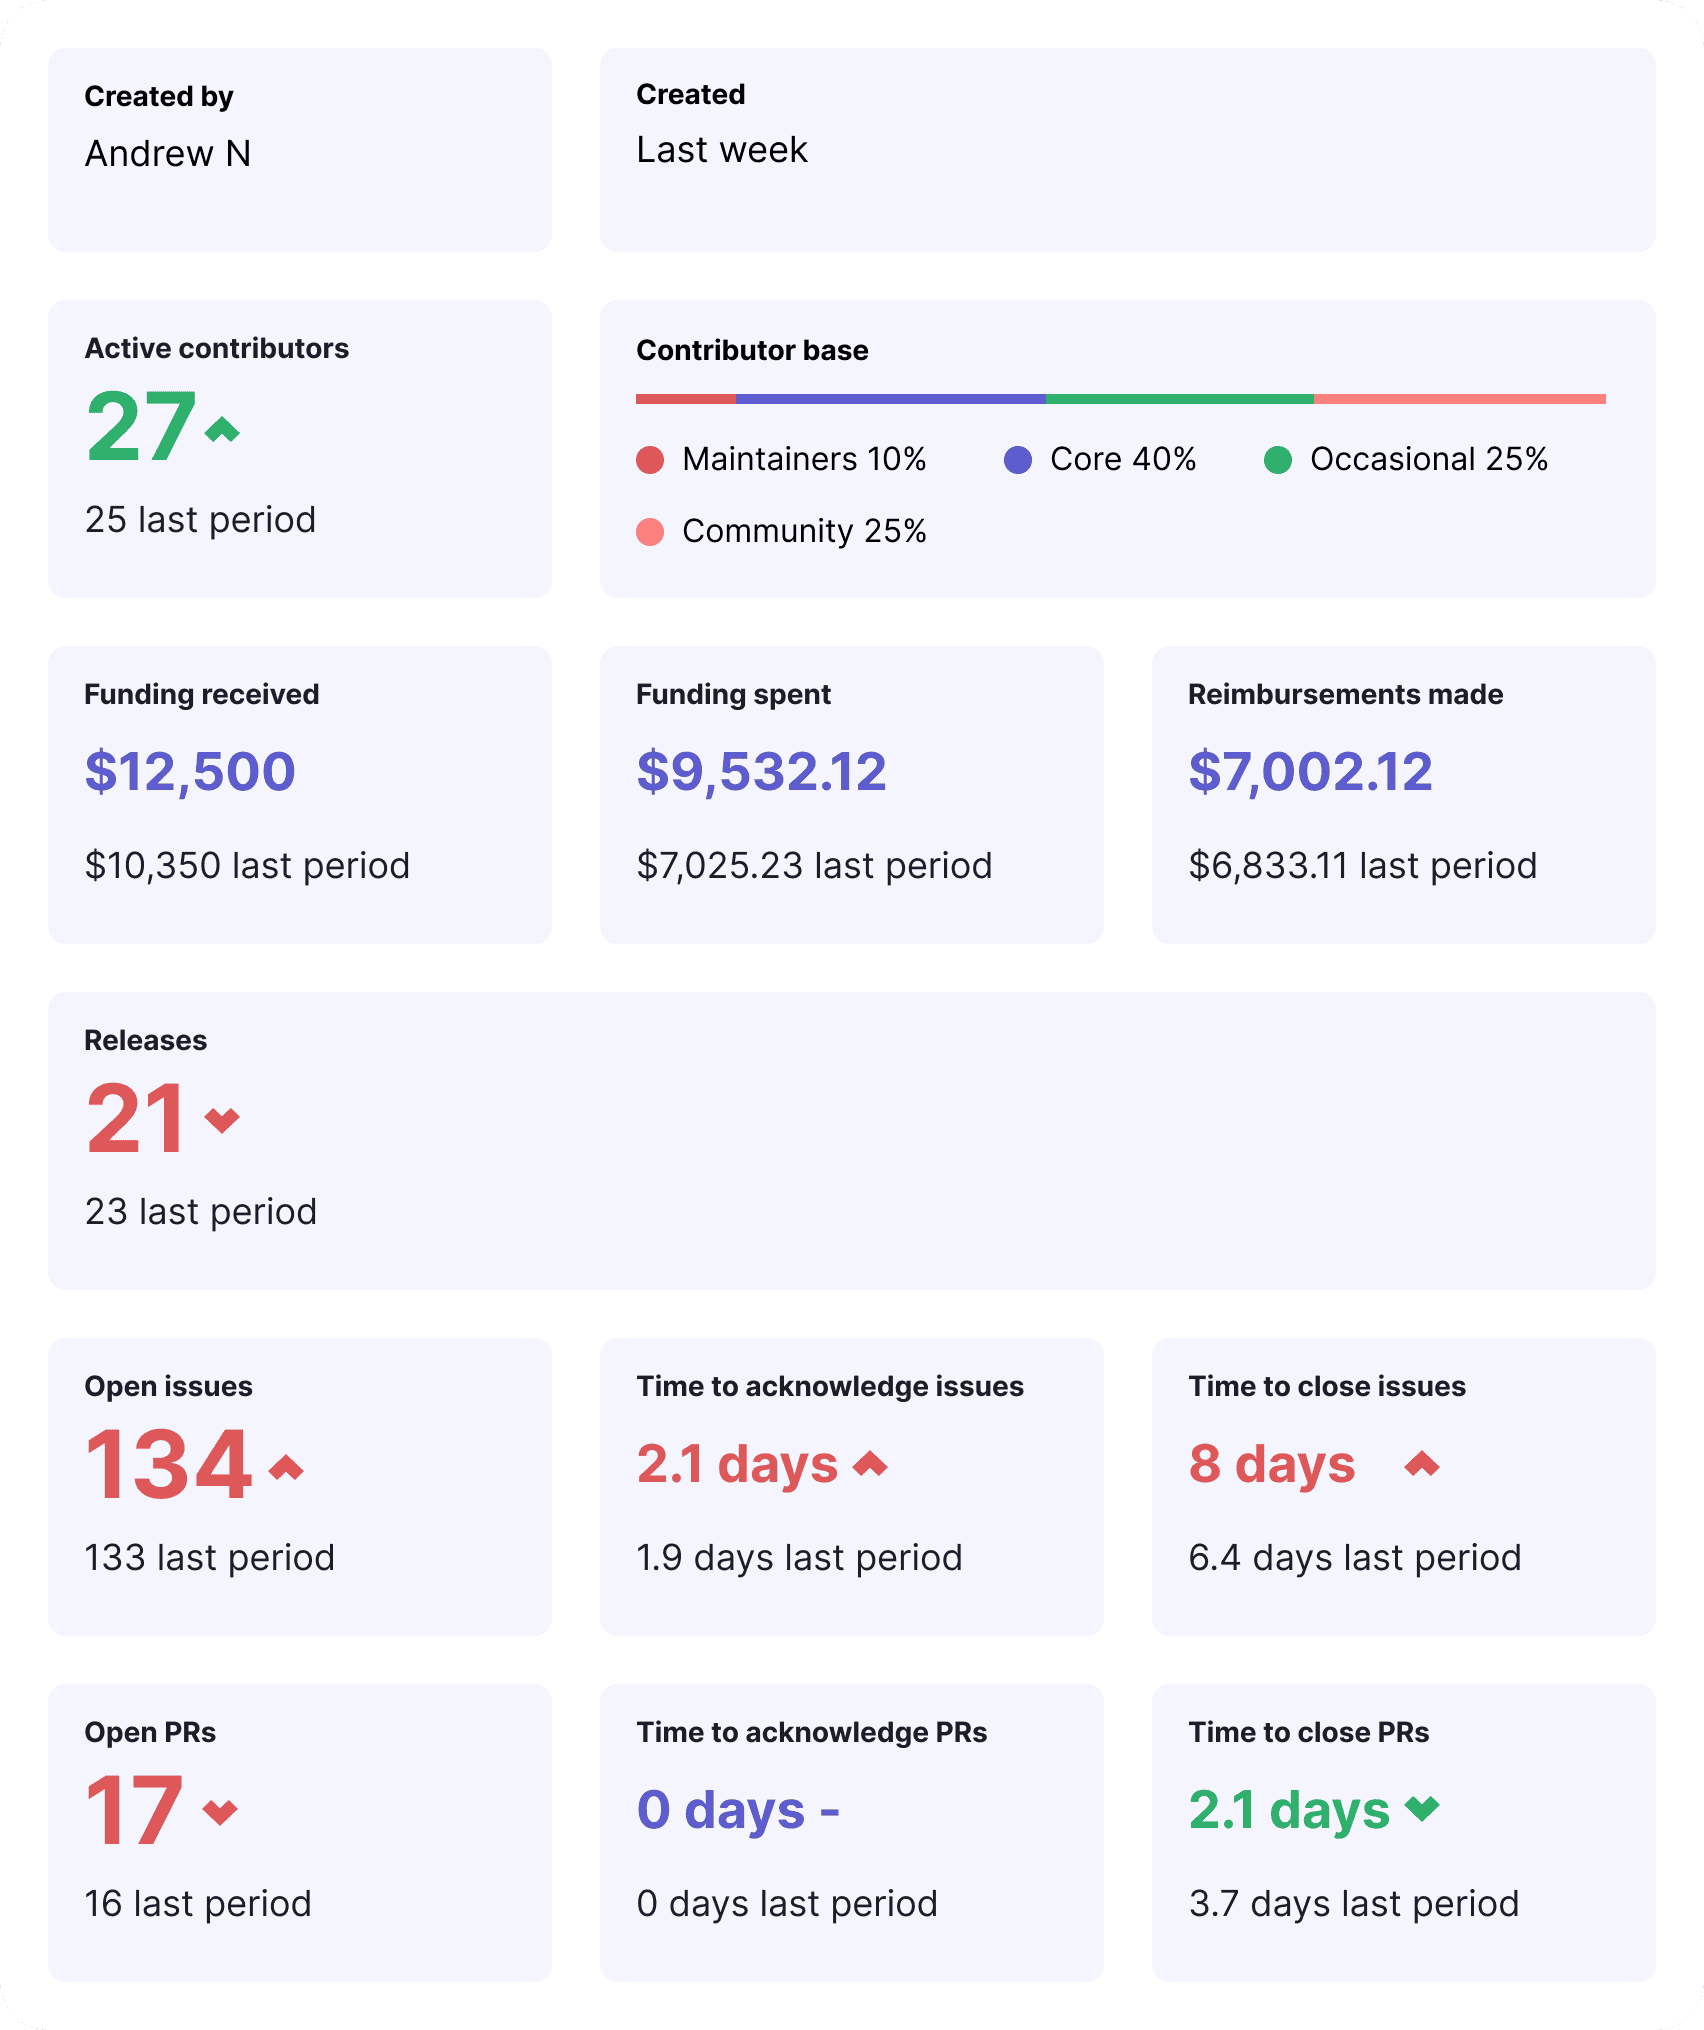 Created by
Andrew N
Created
Last week
Active contributors
27
25 last period
Contributor base
Maintainers 10%
Core 40%
Occasional 25%
Community 25%
Funding received
$12,500
$10,350 last period
Funding spent
$9,532.12
$7,025.23 last period
Reimbursements made
$7,002.12
$6,833.11 last period
Releases
21
23 last period
Open issues
134
133 last period
Time to acknowledge issues
2.1 days
1.9 days last period
Time to close issues
8 days
6.4 days last period
Open PRs
17
16 last period
Time to acknowledge PRs
0 days -
0 days last period
Time to close PRs
2.1 days
3.7 days last period